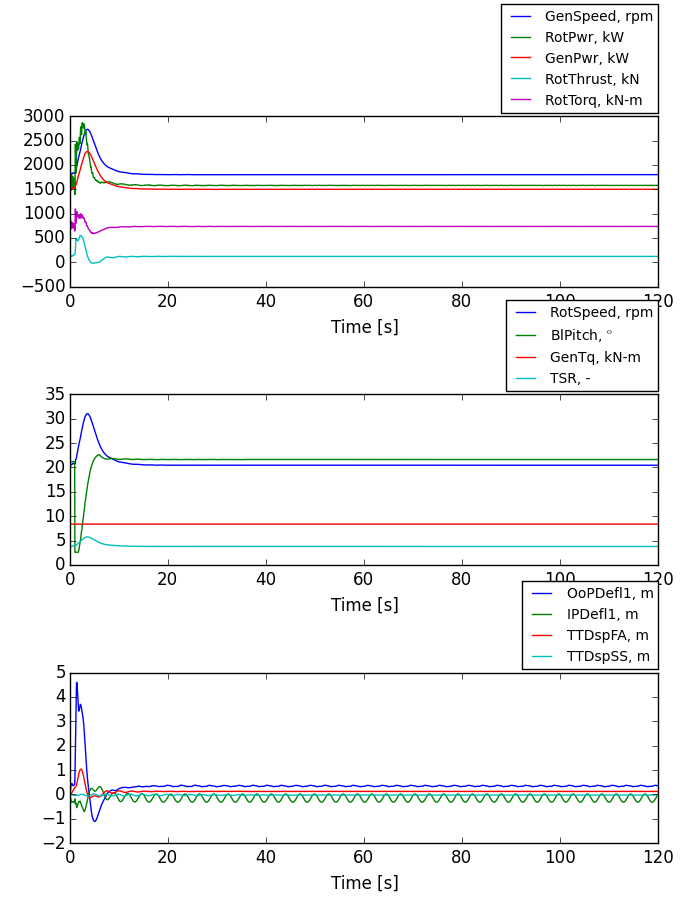 GenSpeed, rpm
RotPwr, kW
GenPwr, kW
RotThrust, kN
RotTorq, kN-m
3000
2500
2000
1500
1000
500
0
−500
0 20 40 60 80 100 120
Time [s]
RotSpeed, rpm
BlPitch, °
GenTq, kN-m
TSR, -
35
30
25
20
15
10
5
0
0 20 40 60 80 100 120
Time [s]
OoPDefl1, m
IPDefl1, m
TTDspFA, m
TTDspSS, m
5
4
3
2
1
0
−1
−2
0 20 40 60 80 100 120
Time [s]